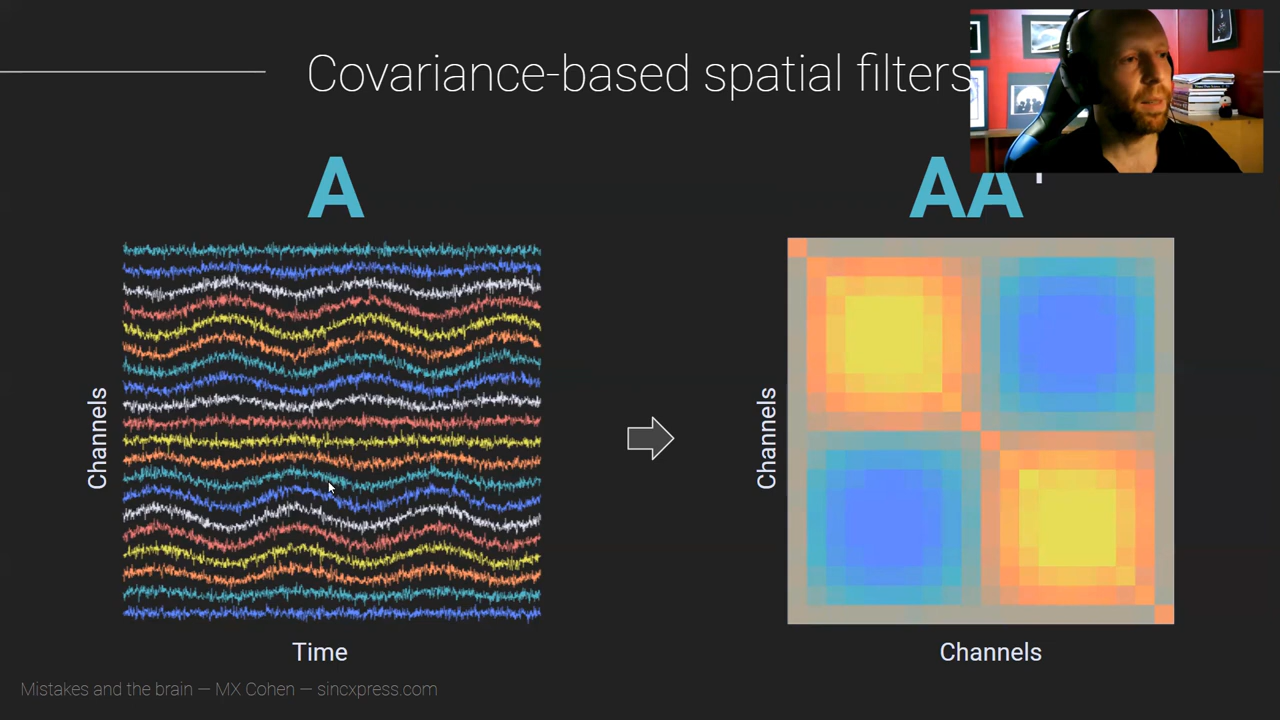 Covariance-based spatial filters
A
AA
Channels
Channels
Time
Channels
Mistakes and the brain — MX Cohen — sincxpress.com